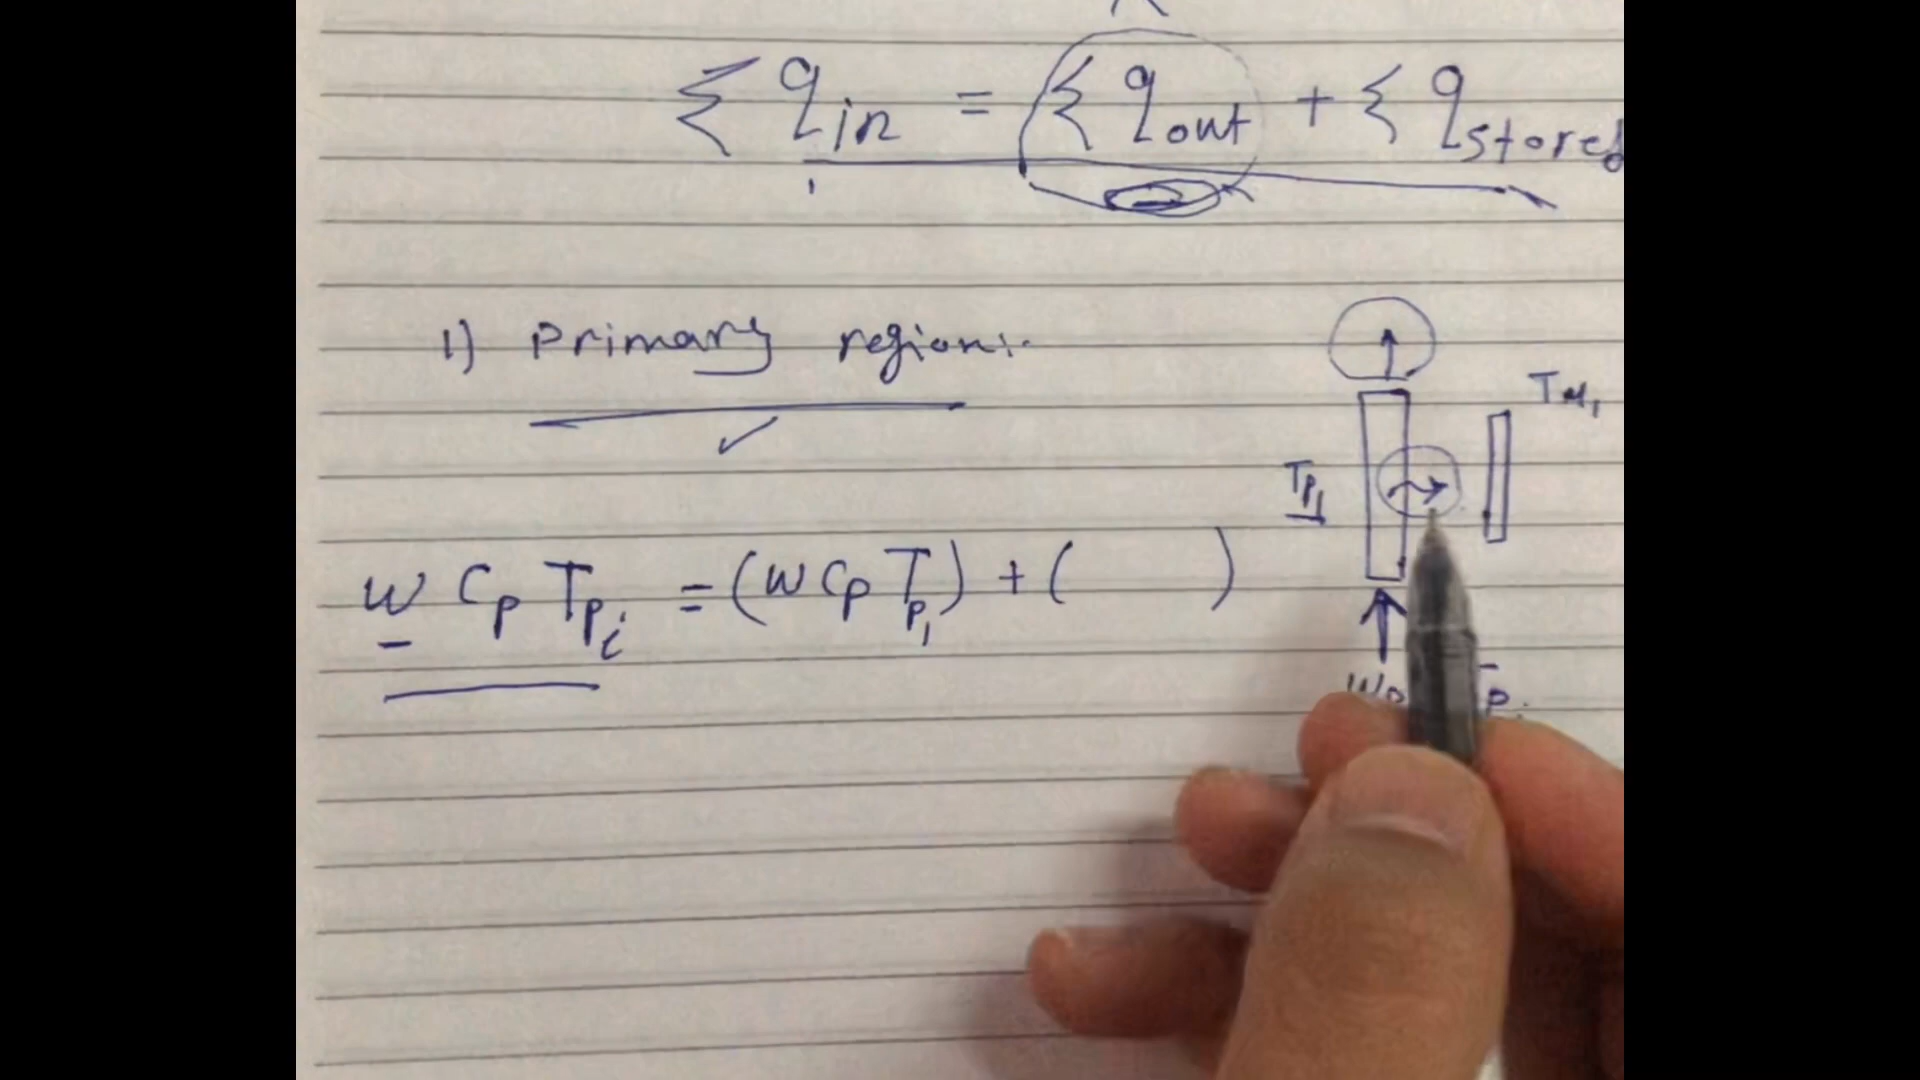 Σ q_in = Σ q_out + Σ q_stored
1) Primary region:
T_M1
T_P1
w C_p T_pi = (w C_p T_p1) + ( )